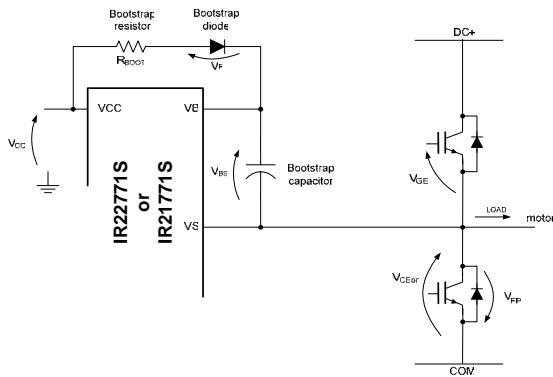 Bootstrap
resistor
Bootstrap
diode
DC+
RBOOT
VF
VCC
VB
VCC
IR22771S
or
IR21771S
VBS
Bootstrap
capacitor
VGE
VS
LOAD
motor
VCEon
VFP
COM